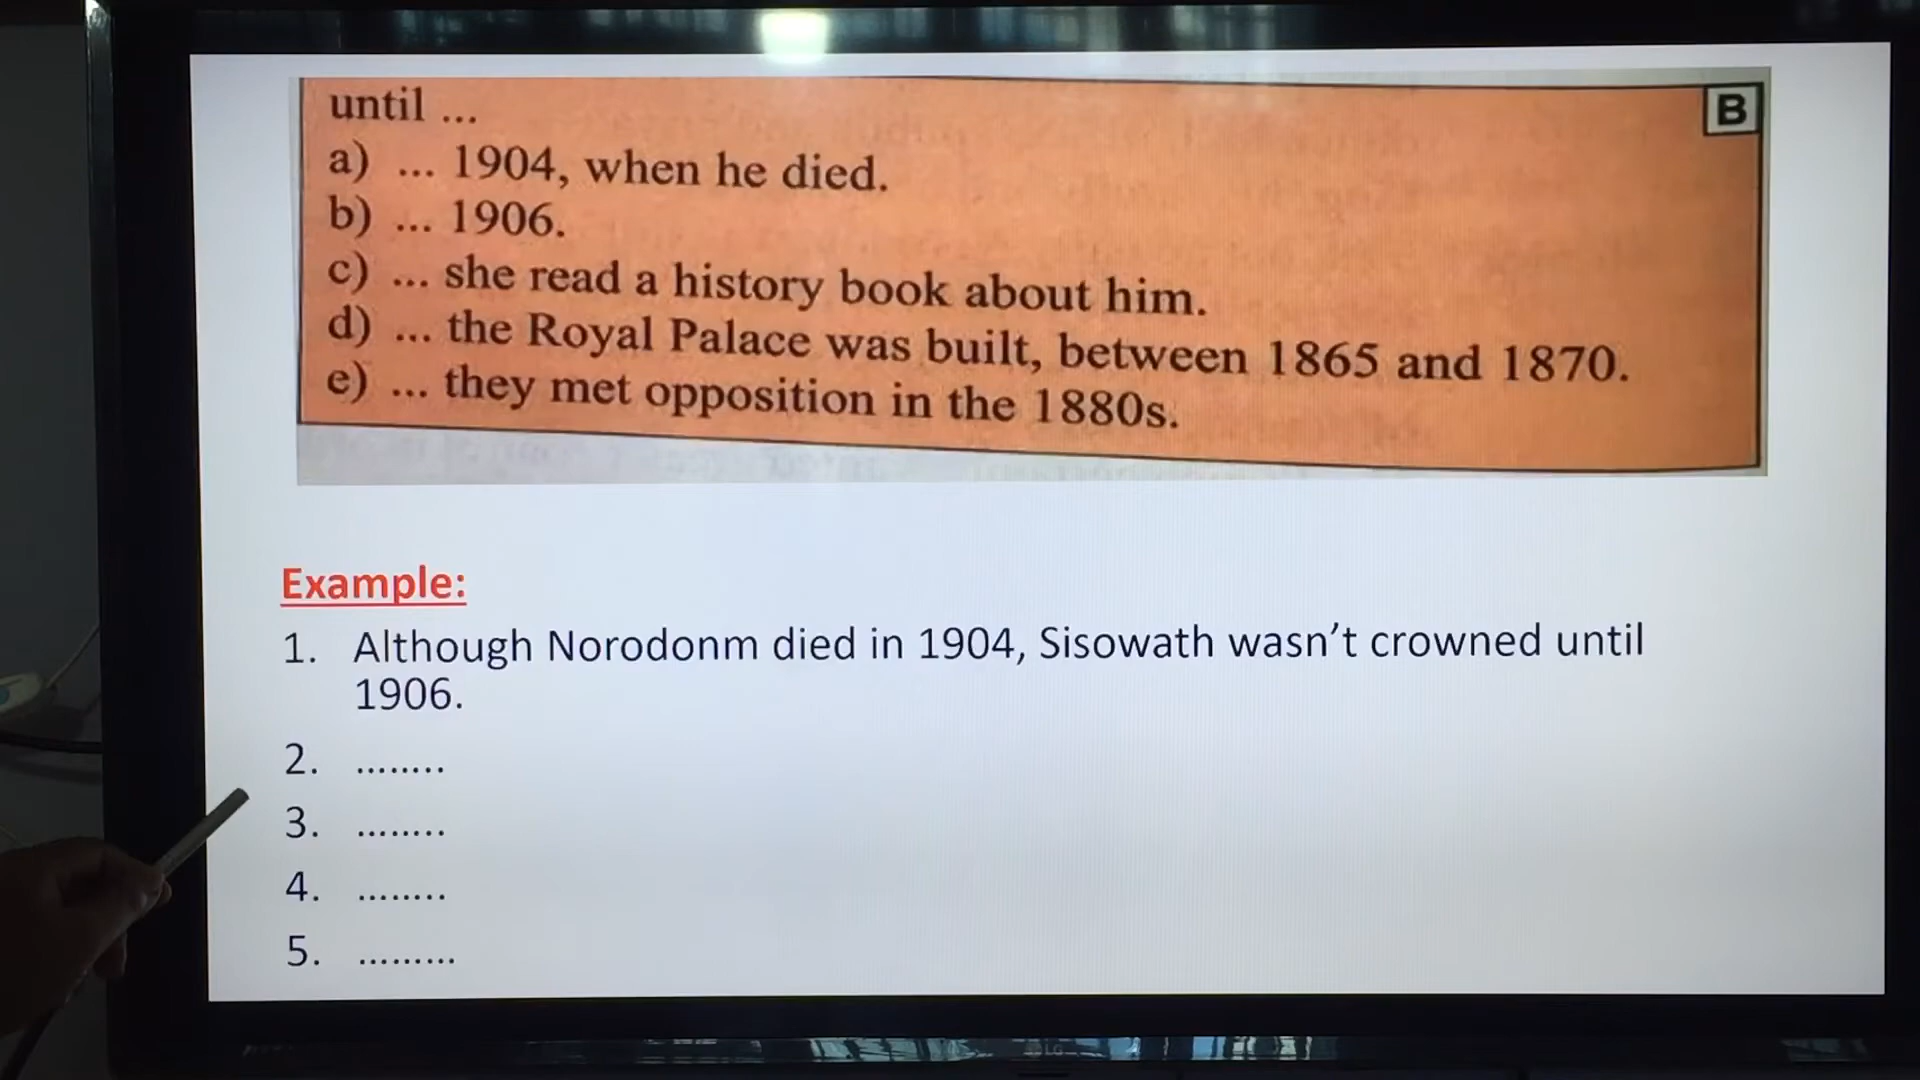 B
until ...
a) ... 1904, when he died.
b) ... 1906.
c) ... she read a history book about him.
d) ... the Royal Palace was built, between 1865 and 1870.
e) ... they met opposition in the 1880s.
Example:
1. Although Norodonm died in 1904, Sisowath wasn't crowned until
1906.
2. ........
3. ........
4. ........
5. .........
LG